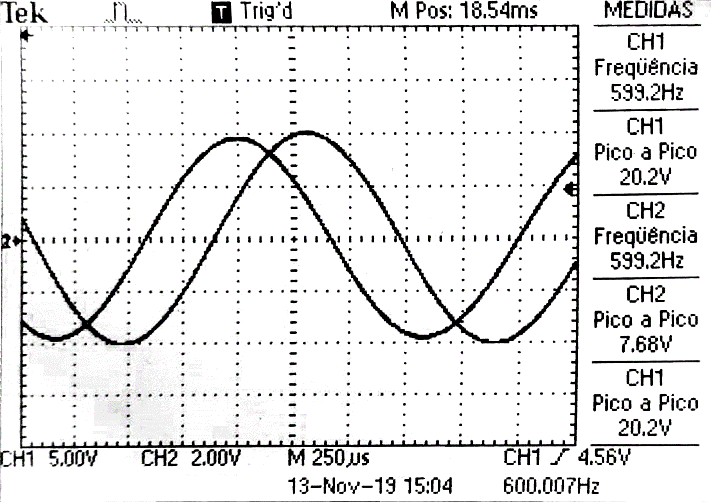 Tek T Trig'd M Pos: 18.54ms MEDIDAS
CH1
Freqüência
599.2Hz
CH1
Pico a Pico
20.2V
CH2
Freqüência
599.2Hz
CH2
Pico a Pico
7.68V
CH1
Pico a Pico
20.2V
2
CH1 5.00V CH2 2.00V M 250µs CH1 4.56V
13-Nov-19 15:04 600.007Hz